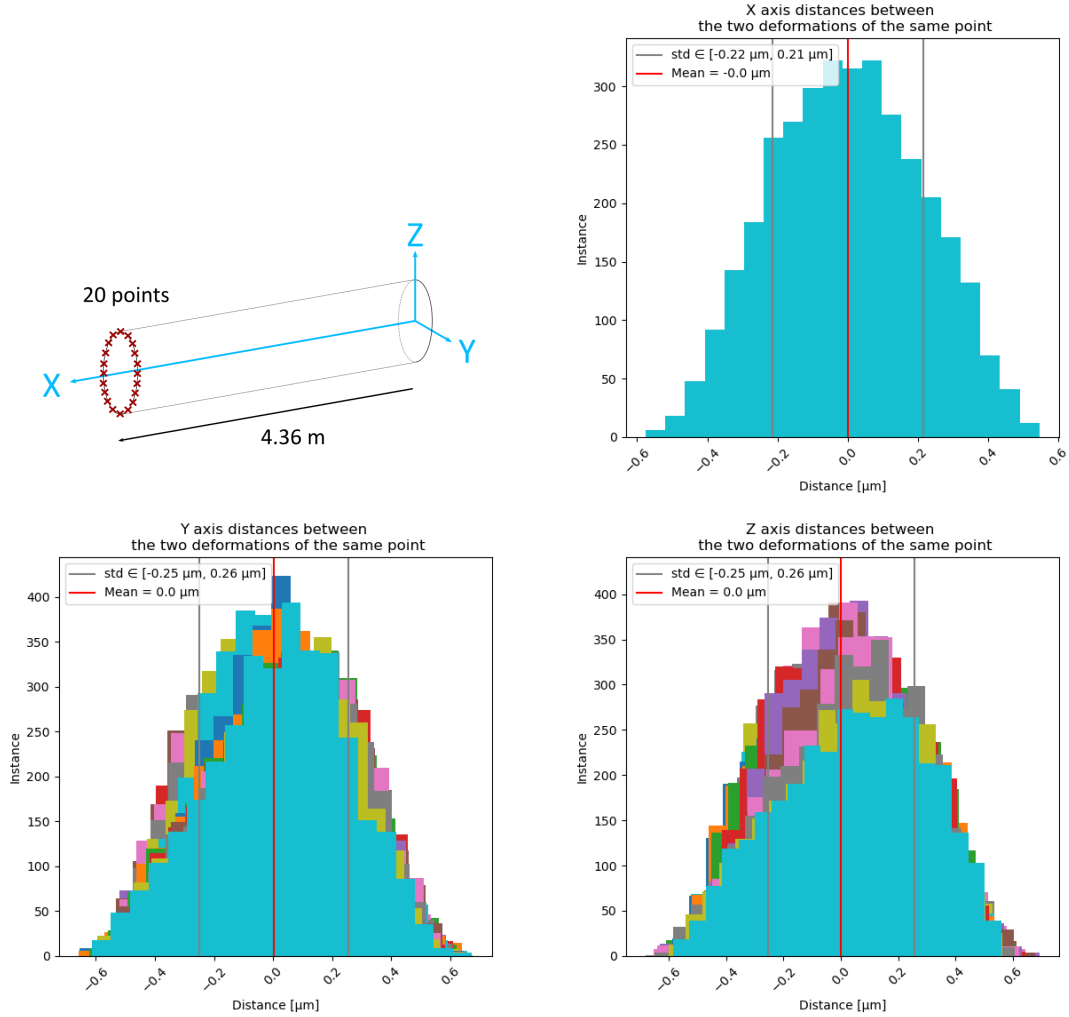 X axis distances between
the two deformations of the same point
std ∈ [-0.22 µm, 0.21 µm]
Mean = -0.0 µm
300
250
200
150
100
50
0
Instance
−0.6
−0.4
−0.2
0.0
0.2
0.4
0.6
Distance [µm]
Z
20 points
Y
X
4.36 m
Y axis distances between
the two deformations of the same point
std ∈ [-0.25 µm, 0.26 µm]
Mean = 0.0 µm
400
350
300
250
200
150
100
50
0
Instance
−0.6
−0.4
−0.2
0.0
0.2
0.4
0.6
Distance [µm]
Z axis distances between
the two deformations of the same point
std ∈ [-0.25 µm, 0.26 µm]
Mean = 0.0 µm
400
350
300
250
200
150
100
50
0
Instance
−0.6
−0.4
−0.2
0.0
0.2
0.4
0.6
Distance [µm]